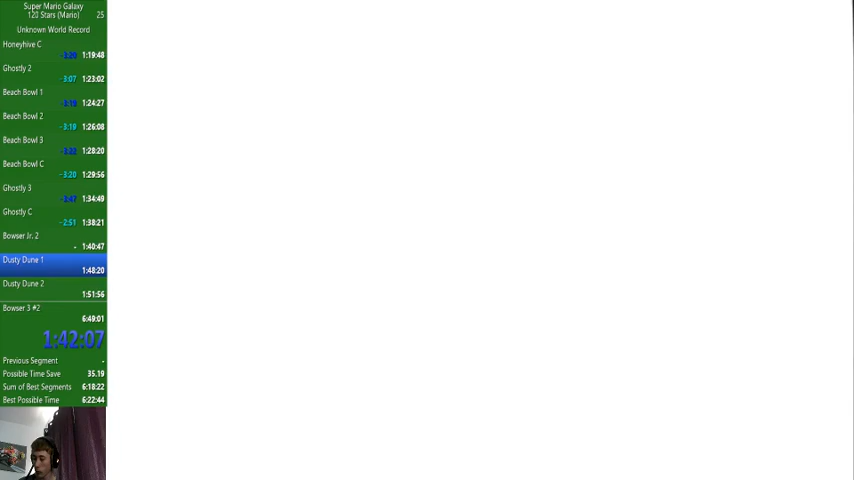 Super Mario Galaxy
120 Stars (Mario) 25
Unknown World Record
Honeyhive C
-3:20 1:19:48
Ghostly 2
-3:07 1:23:02
Beach Bowl 1
1:24:27
Beach Bowl 2
-3:19 1:26:08
Beach Bowl 3
1:28:20
Beach Bowl C
-3:20 1:29:56
Ghostly 3
-3:47 1:34:49
Ghostly C
-2:51 1:38:21
Bowser Jr. 2
- 1:40:47
Dusty Dune 1
1:48:20
Dusty Dune 2
1:51:56
Bowser 3 #2
6:49:01
1:42:07
Previous Segment -
Possible Time Save 35.19
Sum of Best Segments 6:18:22
Best Possible Time 6:22:44